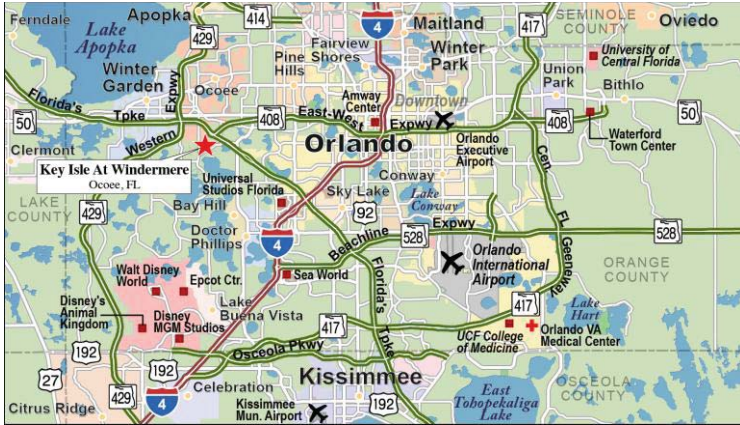 Ferndale
Lake
Apopka
Apopka
429
414
4
Maitland
417
SEMINOLE
COUNTY
Oviedo
Fairview
Shores
Pine
Hills
Winter
Park
University of
Central Florida
Winter
Garden
Expwy
Ocoee
Amway
Center
Downtown
Union
Park
Bithlo
Florida's
Tpke
50
408
East-West
Expwy
408
50
Western
Clermont
Orlando
Orlando
Executive
Airport
Cen.
Waterford
Town Center
Key Isle At Windermere
Ocoee, FL
Universal
Studios Florida
Conway
Sky Lake
Lake
Conway
LAKE
COUNTY
429
Bay Hill
92
FL
Doctor
Phillips
4
Beachline
528
Expwy
528
Greeneway
Orlando
International
Airport
ORANGE
COUNTY
Walt Disney
World
Epcot Ctr.
Sea World
Florida's
Tpke
Disney's
Animal
Kingdom
Lake
Buena Vista
Disney
MGM Studios
417
417
Lake
Hart
UCF College
of Medicine
Orlando VA
Medical Center
192
192
Osceola Pkwy
27
Kissimmee
OSCEOLA
COUNTY
429
4
Celebration
Citrus Ridge
Kissimmee
Mun. Airport
192
East
Tohopekaliga
Lake